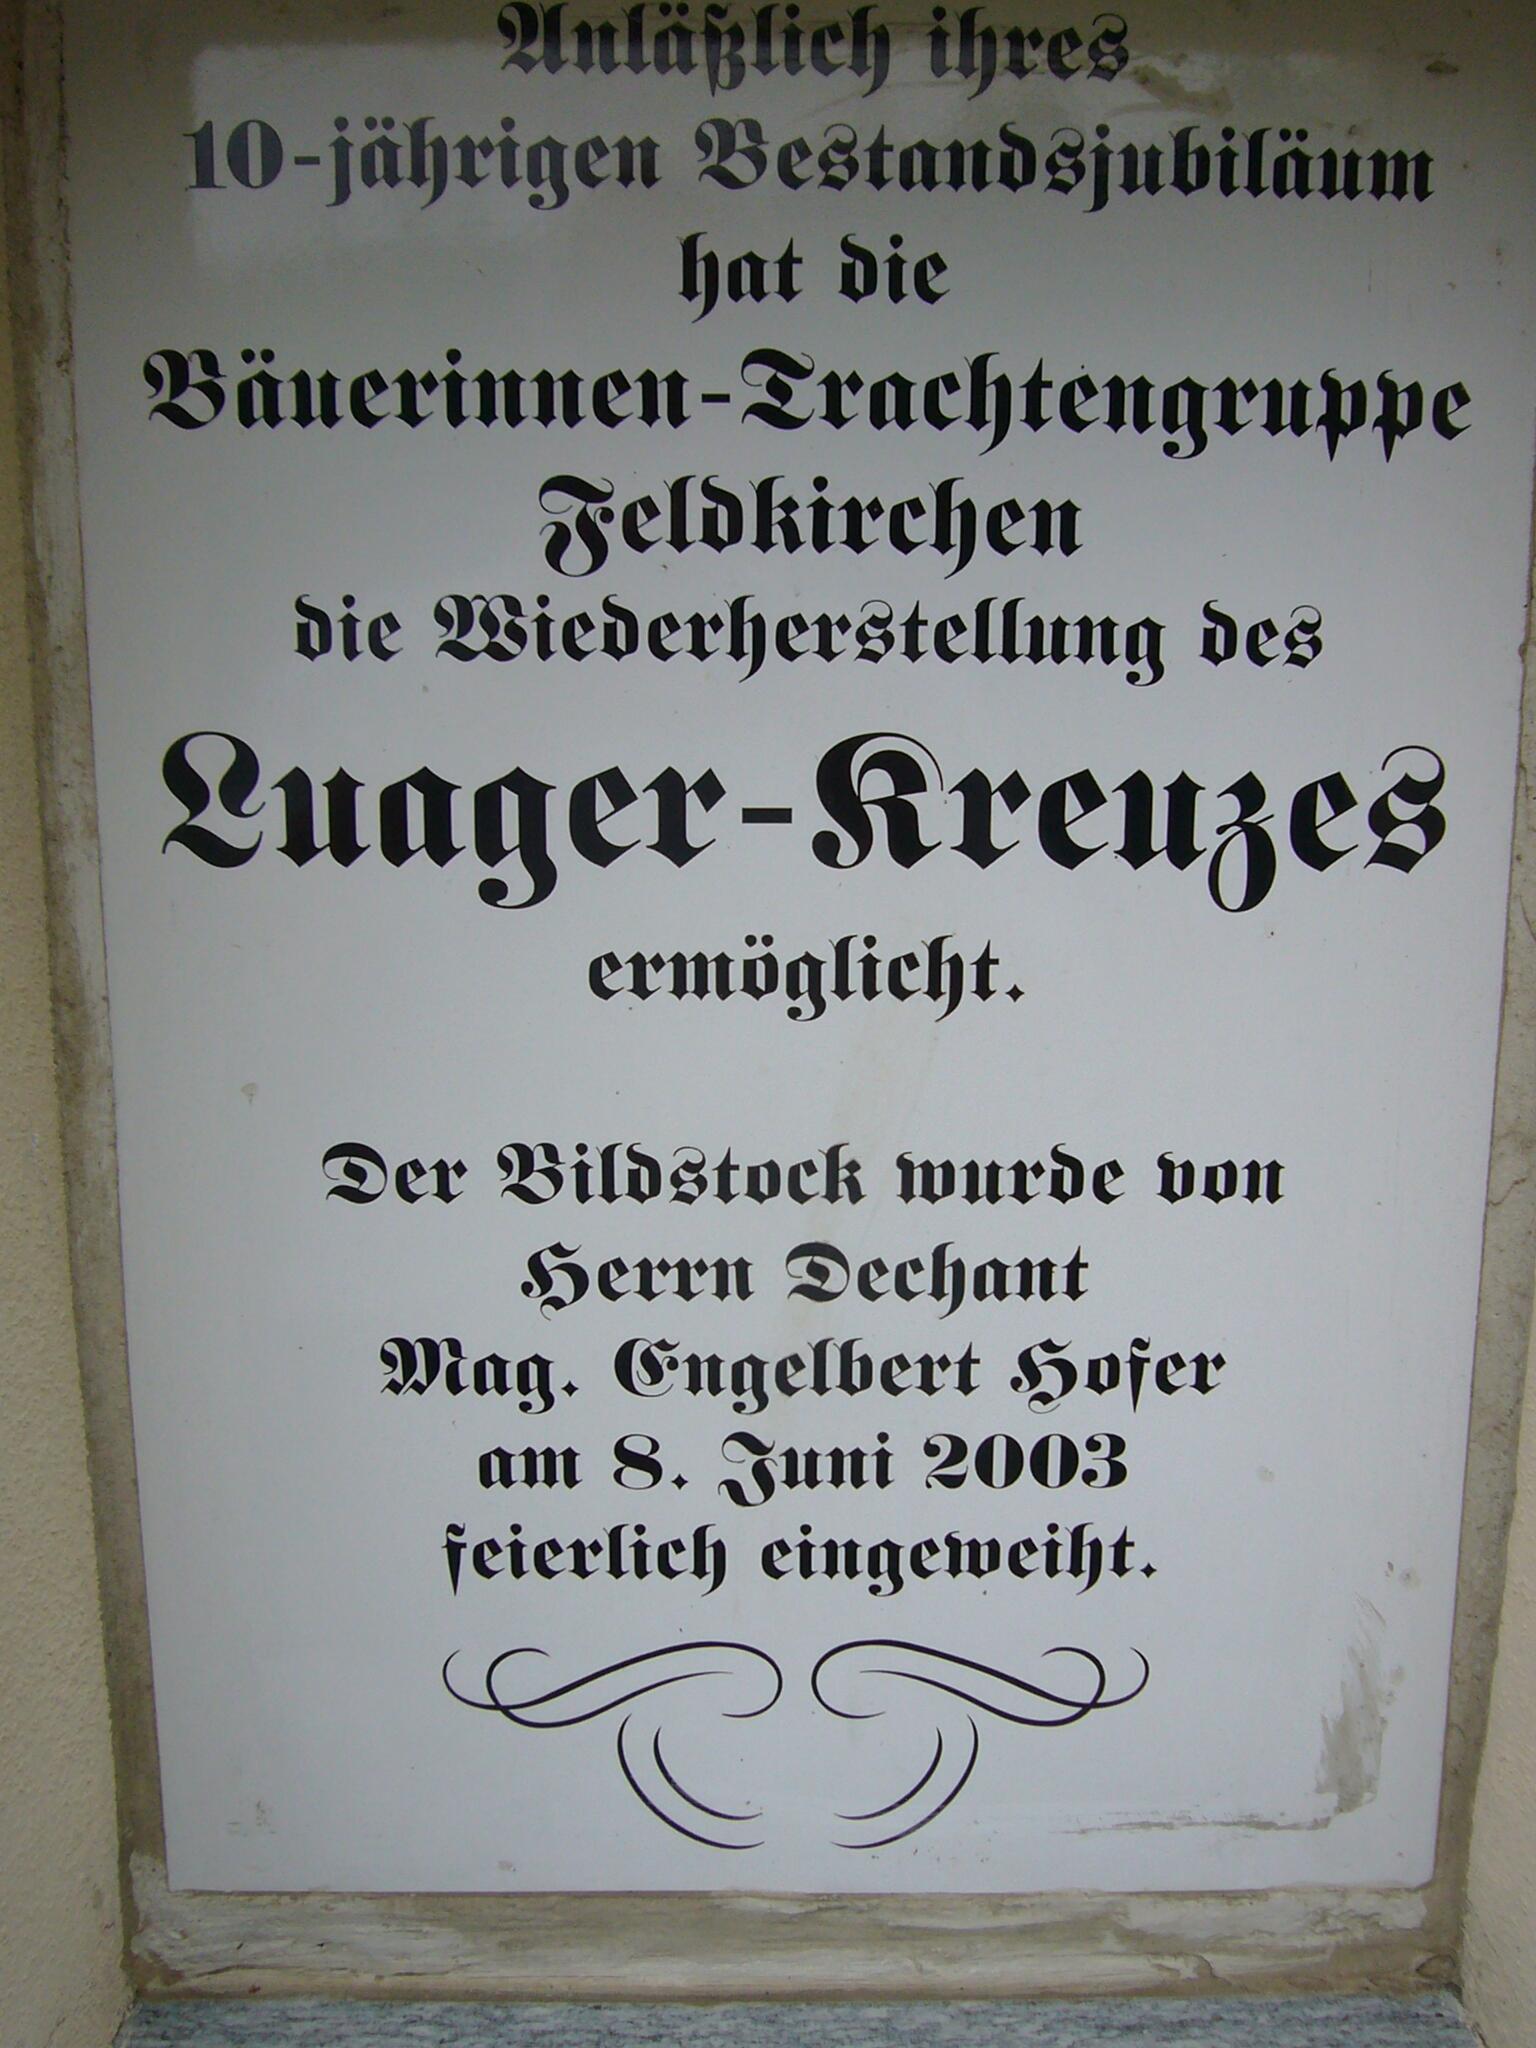 Anläßlich ihres
10-jährigen Bestandsjubiläum
hat die
Bäuerinnen-Trachtengruppe
Feldkirchen
die Wiederherstellung des
Luager-Kreuzes
ermöglicht.
Der Bildstock wurde von
Herrn Dechant
Mag. Engelbert Hofer
am 8. Juni 2003
feierlich eingeweiht.